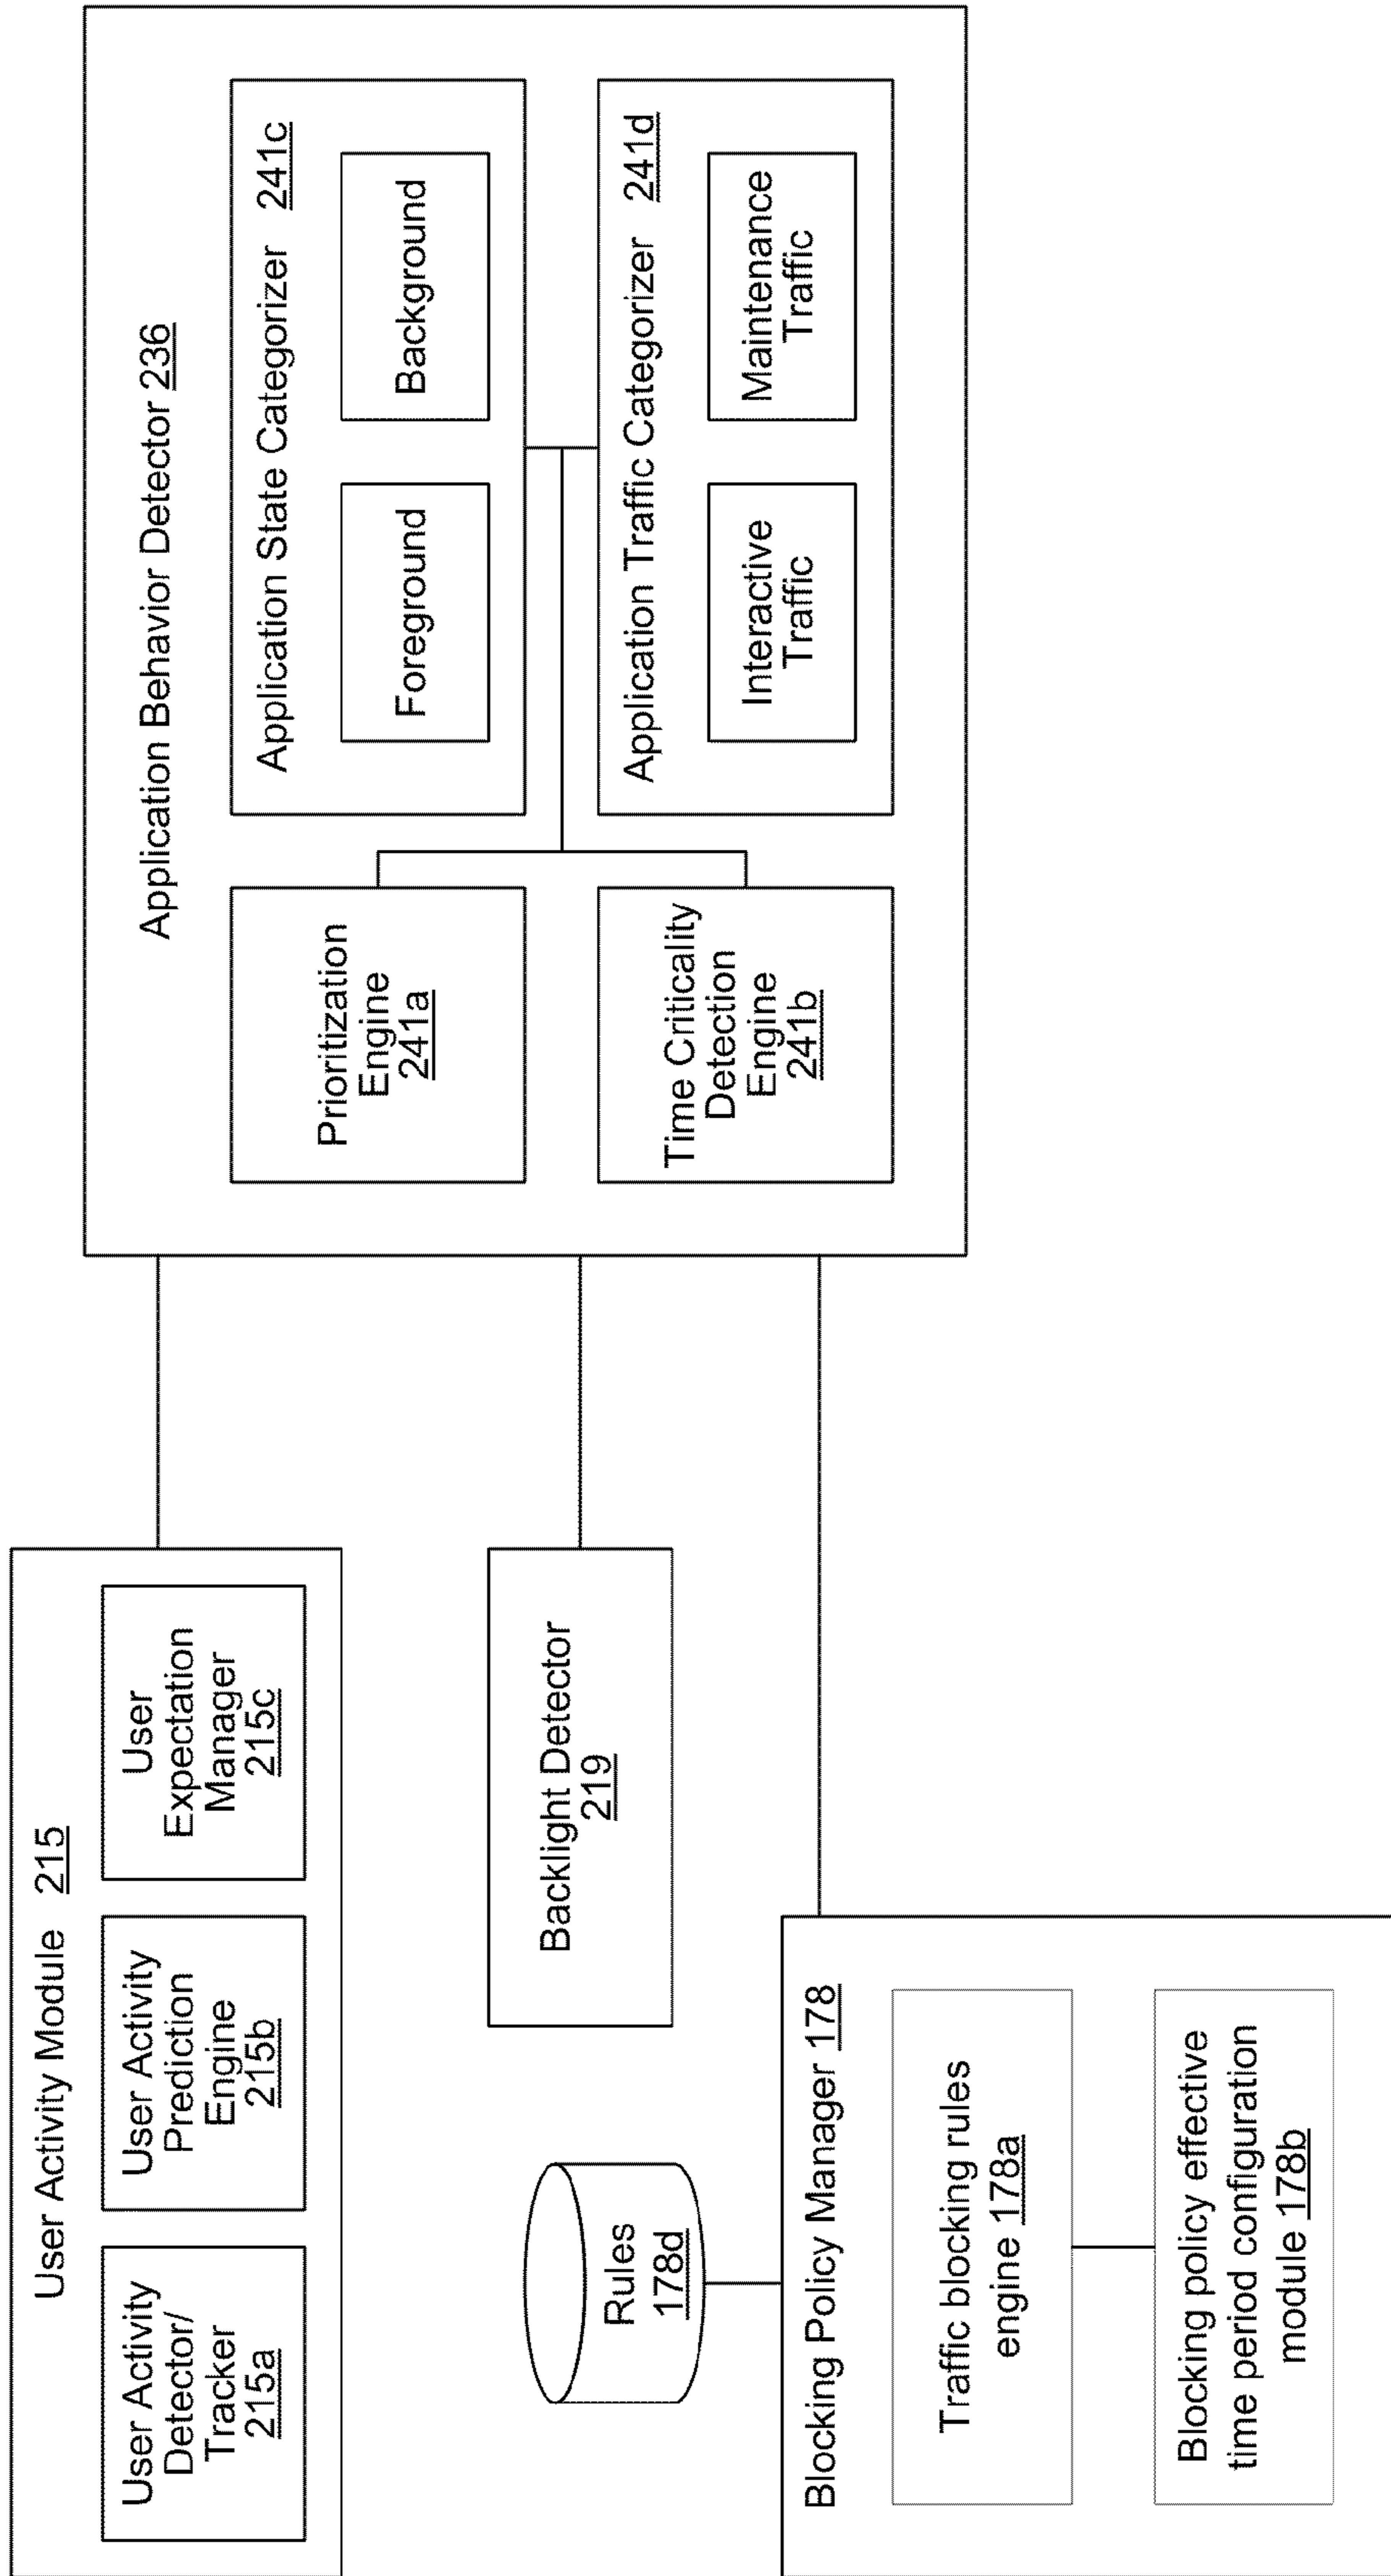 User Activity Module 215
User Activity
Detector/
Tracker
215a
User Activity
Prediction
Engine
215b
User
Expectation
Manager
215c
Backlight Detector
219
Rules
178d
Blocking Policy Manager 178
Traffic blocking rules
engine 178a
Blocking policy effective
time period configuration
module 178b
Application Behavior Detector 236
Prioritization
Engine
241a
Time Criticality
Detection
Engine
241b
Application State Categorizer 241c
Foreground
Background
Application Traffic Categorizer 241d
Interactive
Traffic
Maintenance
Traffic